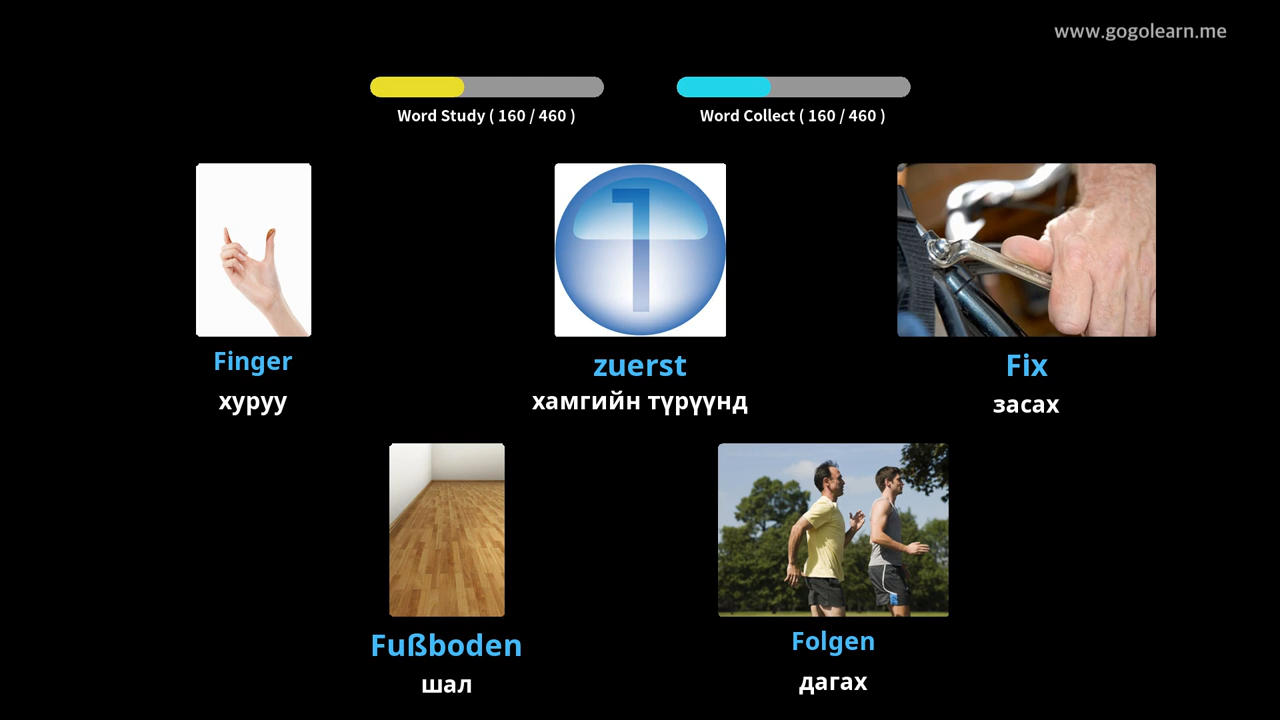 www.gogolearn.me
Word Study ( 160 / 460 )
Word Collect ( 160 / 460 )
1
Finger
хуруу
zuerst
хамгийн түрүүнд
Fix
засах
Fußboden
шал
Folgen
дагах